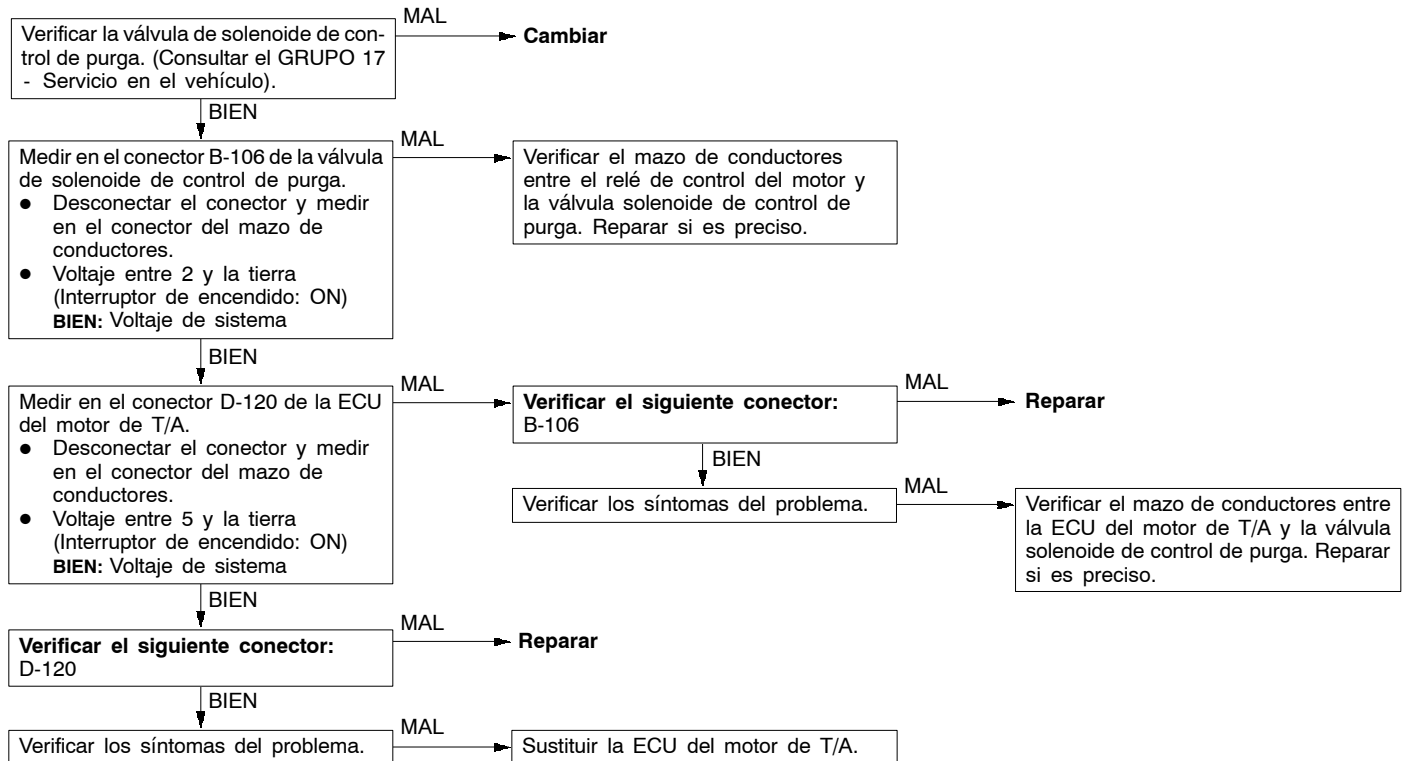 Verificar la válvula de solenoide de con-
trol de purga. (Consultar el GRUPO 17
- Servicio en el vehículo).
MAL
Cambiar
BIEN
Medir en el conector B-106 de la válvula
de solenoide de control de purga.
● Desconectar el conector y medir
en el conector del mazo de
conductores.
● Voltaje entre 2 y la tierra
(Interruptor de encendido: ON)
BIEN: Voltaje de sistema
MAL
Verificar el mazo de conductores
entre el relé de control del motor y
la válvula solenoide de control de
purga. Reparar si es preciso.
BIEN
Medir en el conector D-120 de la ECU
del motor de T/A.
● Desconectar el conector y medir
en el conector del mazo de
conductores.
● Voltaje entre 5 y la tierra
(Interruptor de encendido: ON)
BIEN: Voltaje de sistema
MAL
Verificar el siguiente conector:
B-106
MAL
Reparar
BIEN
Verificar los síntomas del problema.
MAL
Verificar el mazo de conductores entre
la ECU del motor de T/A y la válvula
solenoide de control de purga. Reparar
si es preciso.
BIEN
Verificar el siguiente conector:
D-120
MAL
Reparar
BIEN
Verificar los síntomas del problema.
MAL
Sustituir la ECU del motor de T/A.